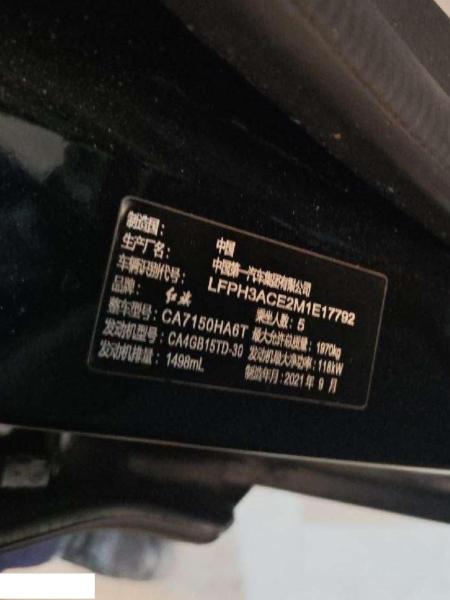 制造国： 中国
生产厂名： 中国第一汽车集团有限公司
车辆识别代号： LFPH3ACE2M1E17792
品牌： 红旗 乘坐人数：5
整车型号：CA7150HA6T 最大允许总质量：1970kg
发动机型号：CA4GB15TD-30 发动机最大净功率：118kW
发动机排量：1498mL 制造年月：2021年 9月